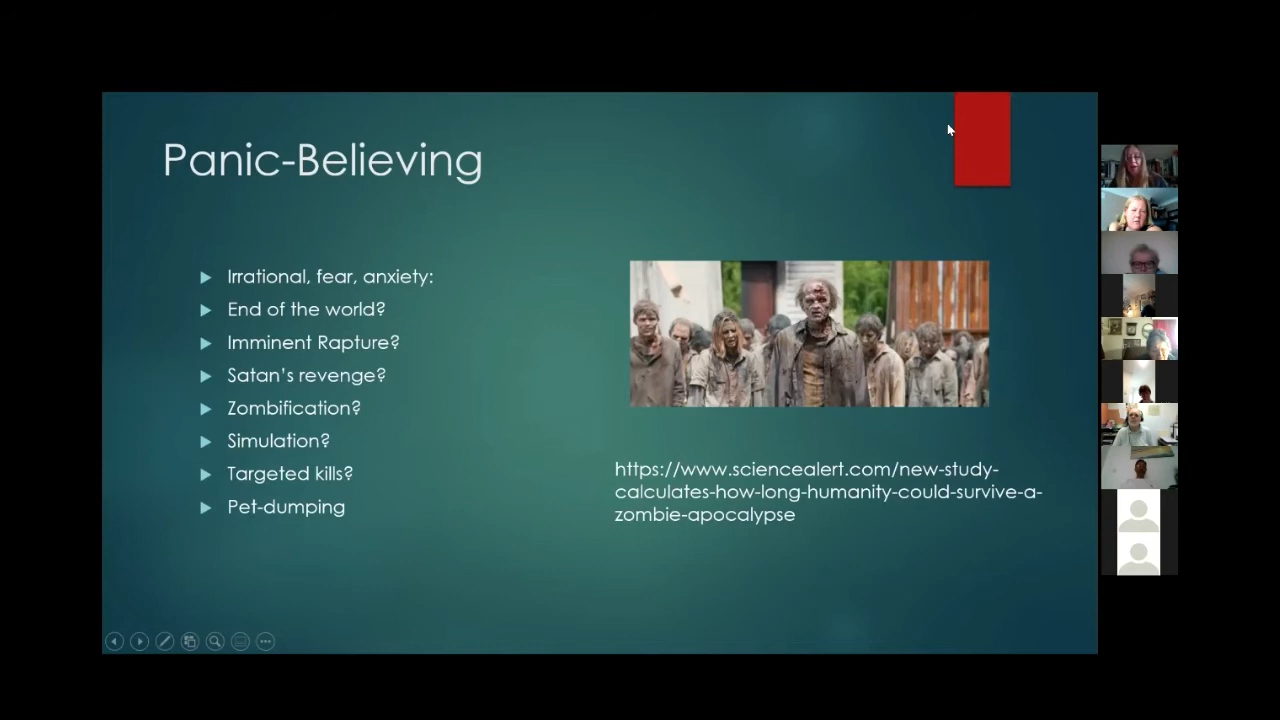 Panic-Believing
Irrational, fear, anxiety:
End of the world?
Imminent Rapture?
Satan's revenge?
Zombification?
Simulation?
Targeted kills?
Pet-dumping
https://www.sciencealert.com/new-study-
calculates-how-long-humanity-could-survive-a-
zombie-apocalypse